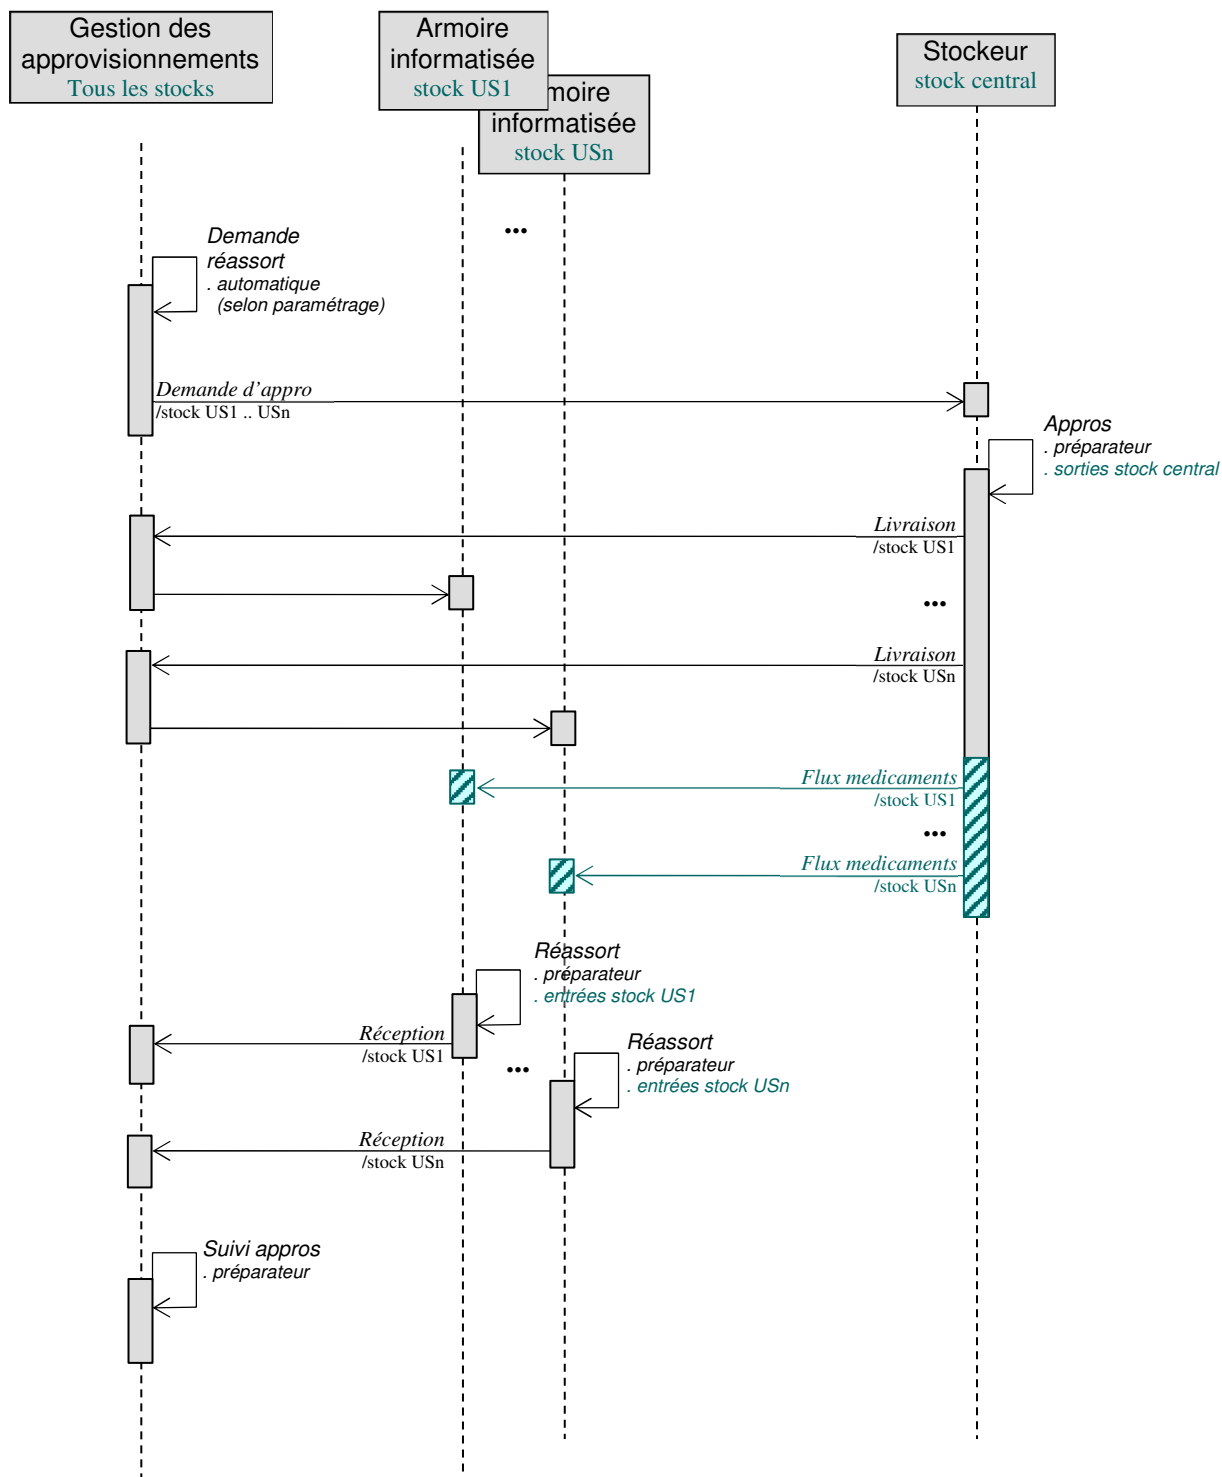 Gestion des
approvisionnements
Tous les stocks
Armoire
informatisée
stock US1
moire
informatisée
stock USn
Stockeur
stock central
...
Demande
réassort
. automatique
(selon paramétrage)
Demande d’appro
/stock US1 .. USn
Appros
. préparateur
. sorties stock central
Livraison
/stock US1
...
Livraison
/stock USn
Flux medicaments
/stock US1
...
Flux medicaments
/stock USn
Réassort
. préparateur
. entrées stock US1
Réception
/stock US1
...
Réassort
. préparateur
. entrées stock USn
Réception
/stock USn
Suivi appros
. préparateur